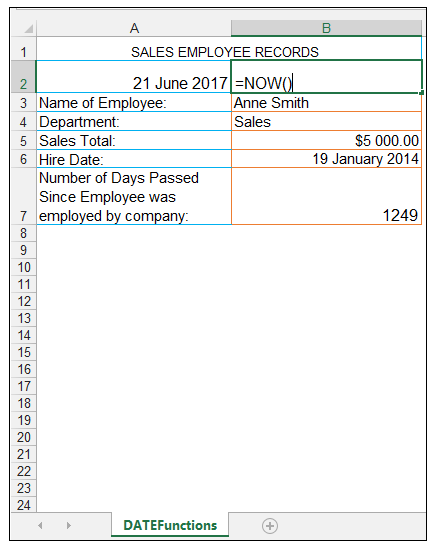 A B
1 SALES EMPLOYEE RECORDS
2 21 June 2017 =NOW()
3 Name of Employee: Anne Smith
4 Department: Sales
5 Sales Total: $5 000.00
6 Hire Date: 19 January 2014
Number of Days Passed
Since Employee was
7 employed by company: 1249
8
9
10
11
12
13
14
15
16
17
18
19
20
21
22
23
24
DATEFunctions